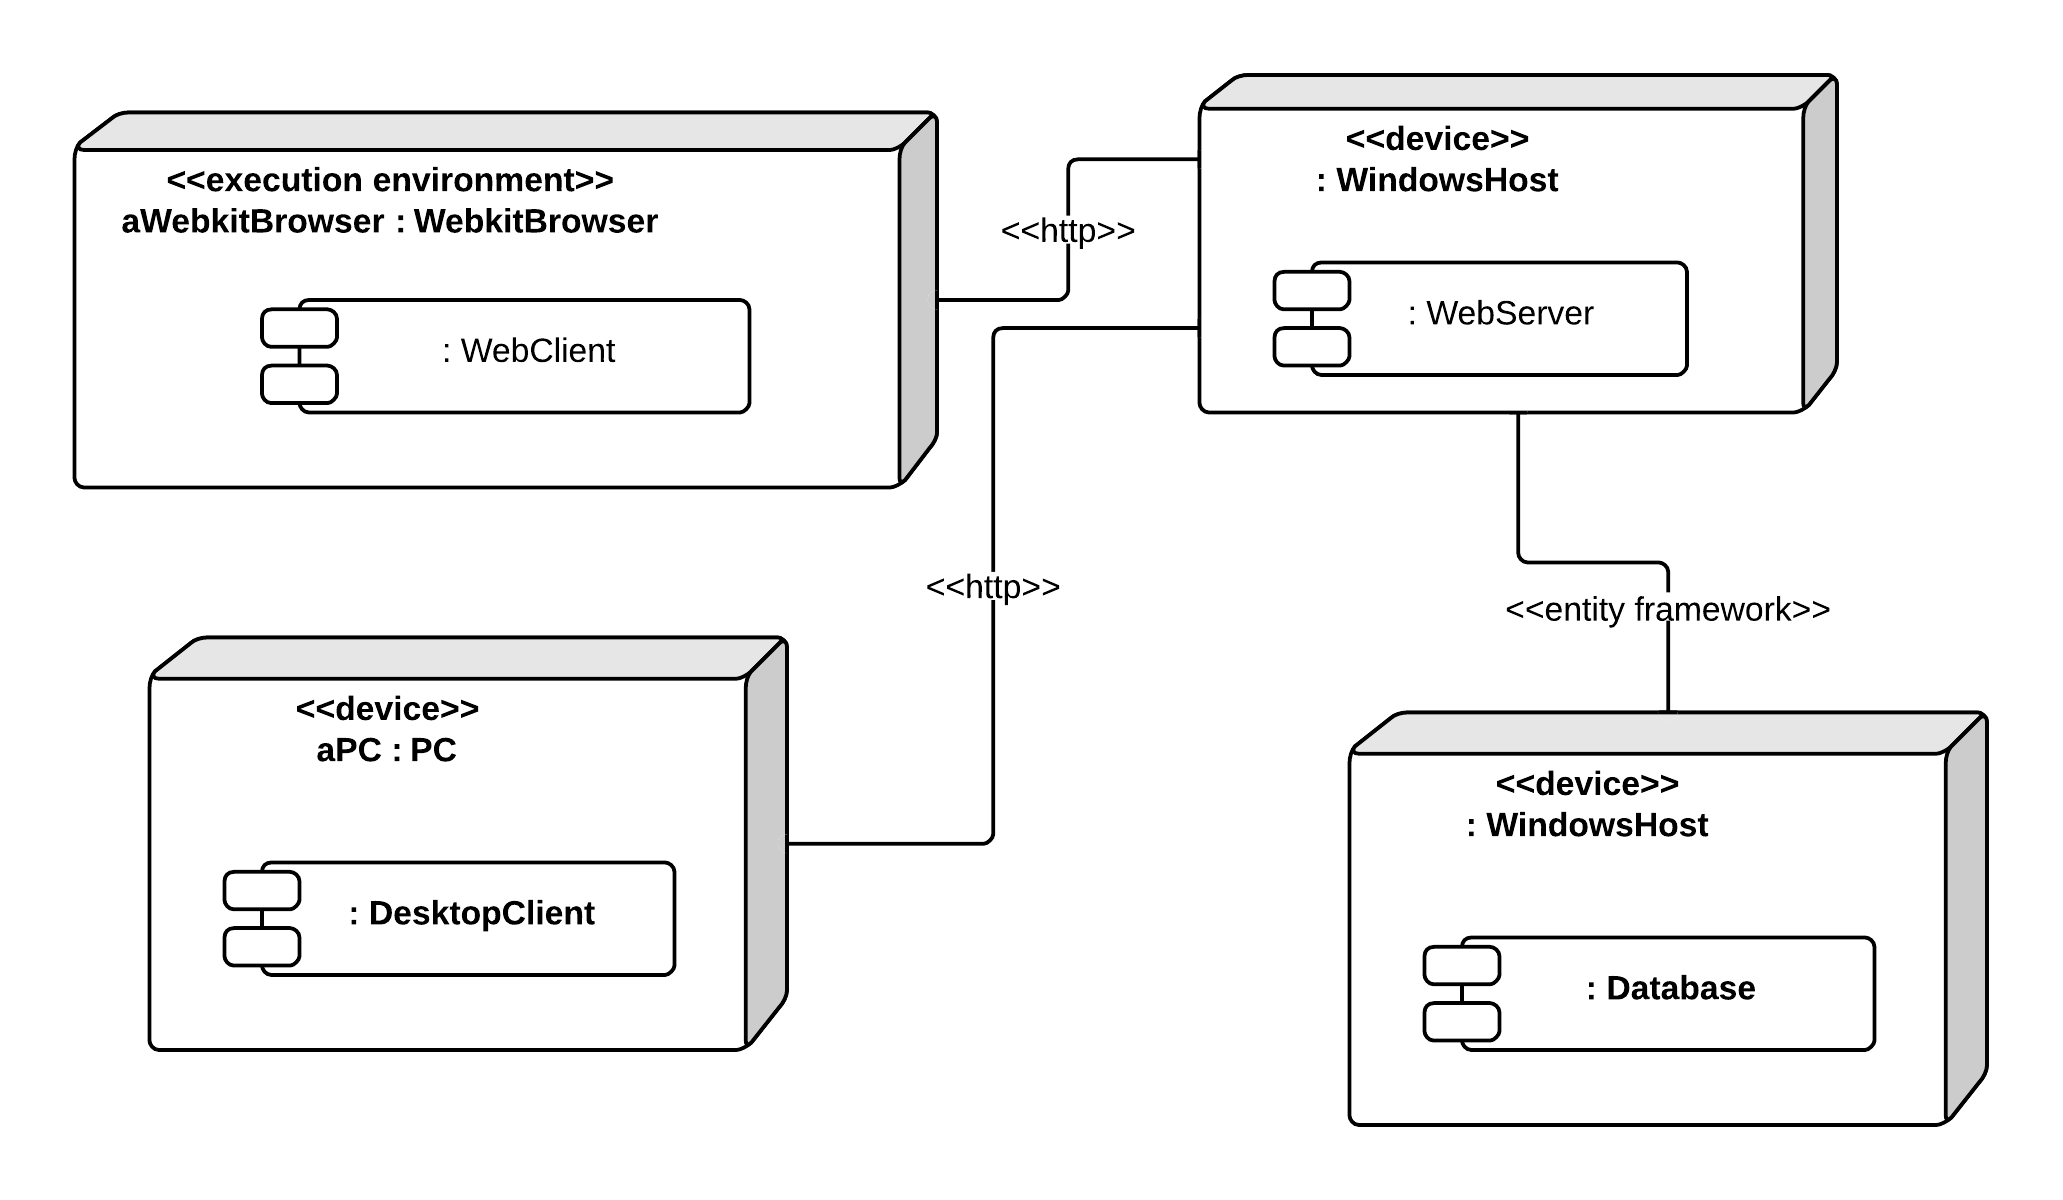 <<execution environment>>
aWebkitBrowser : WebkitBrowser
: WebClient
<<http>>
<<device>>
: WindowsHost
: WebServer
<<http>>
<<entity framework>>
<<device>>
aPC : PC
: DesktopClient
<<device>>
: WindowsHost
: Database